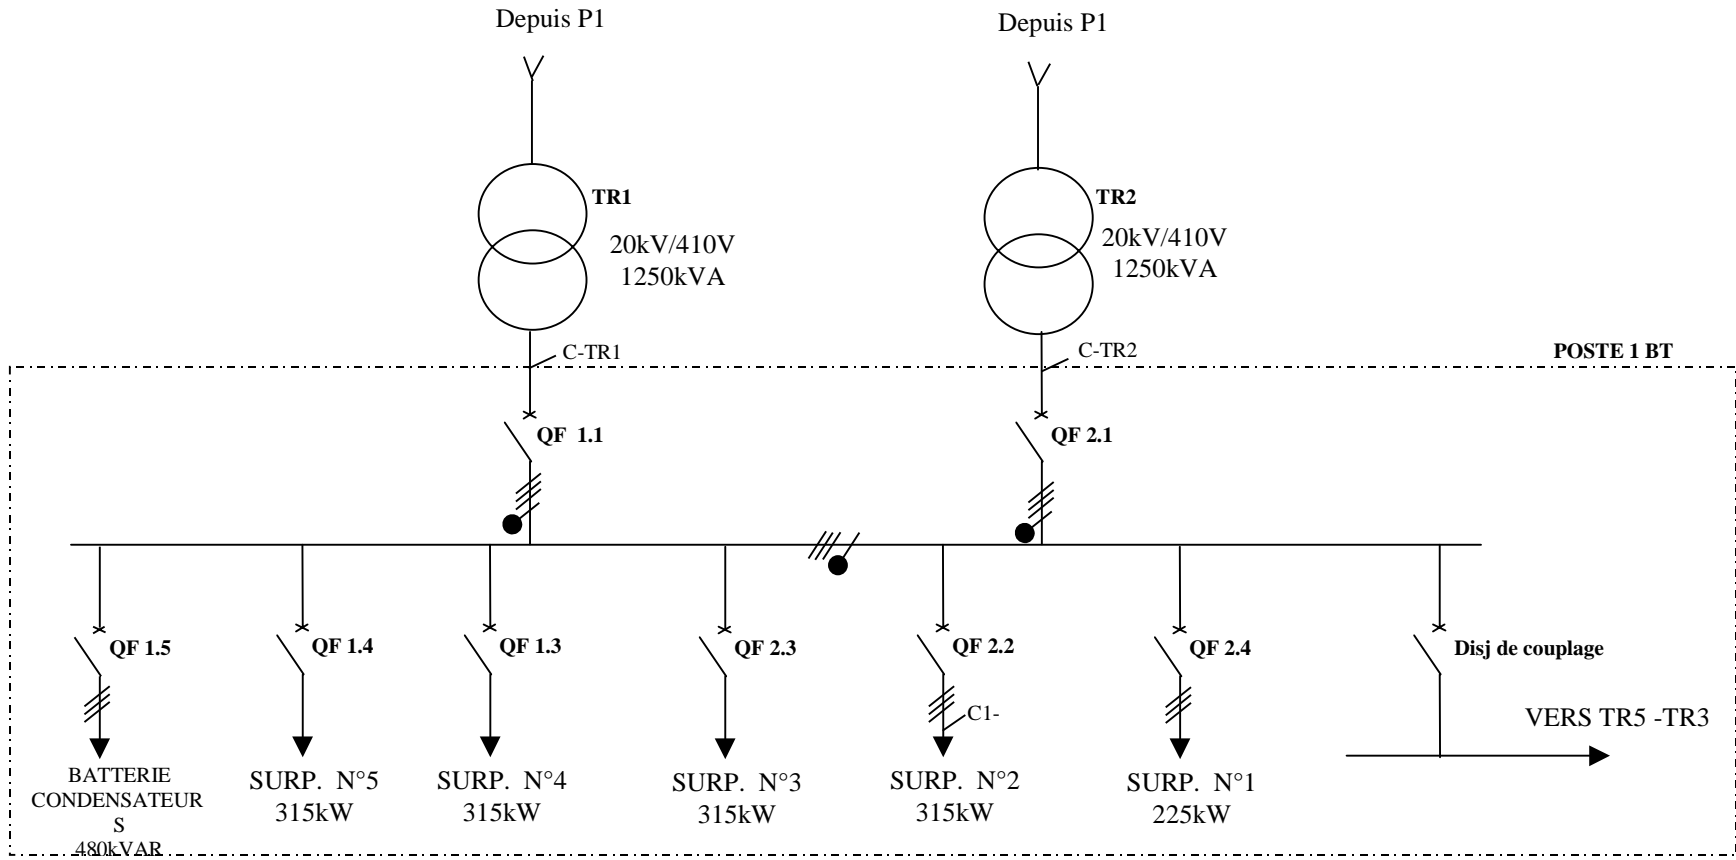 Depuis P1
Depuis P1
TR1
20kV/410V
1250kVA
TR2
20kV/410V
1250kVA
C-TR1
C-TR2
POSTE 1 BT
QF 1.1
QF 2.1
QF 1.5
QF 1.4
QF 1.3
QF 2.3
QF 2.2
QF 2.4
Disj de couplage
C1-
VERS TR5 -TR3
BATTERIE
CONDENSATEUR
S
480kVAR
SURP. N°5
315kW
SURP. N°4
315kW
SURP. N°3
315kW
SURP. N°2
315kW
SURP. N°1
225kW